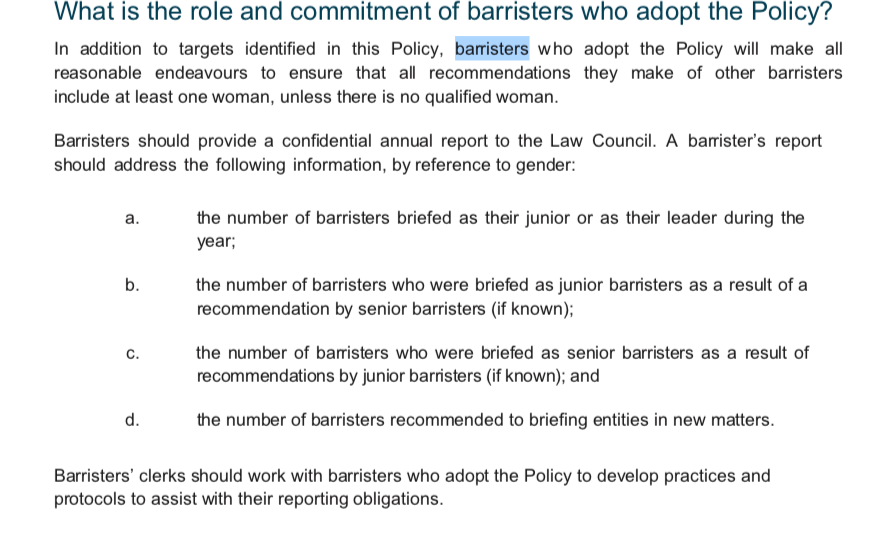 What is the role and commitment of barristers who adopt the Policy?
In addition to targets identified in this Policy, barristers who adopt the Policy will make all
reasonable endeavours to ensure that all recommendations they make of other barristers
include at least one woman, unless there is no qualified woman.
Barristers should provide a confidential annual report to the Law Council. A barrister's report
should address the following information, by reference to gender:
a. the number of barristers briefed as their junior or as their leader during the
year;
b. the number of barristers who were briefed as junior barristers as a result of a
recommendation by senior barristers (if known);
c. the number of barristers who were briefed as senior barristers as a result of
recommendations by junior barristers (if known); and
d. the number of barristers recommended to briefing entities in new matters.
Barristers' clerks should work with barristers who adopt the Policy to develop practices and
protocols to assist with their reporting obligations.